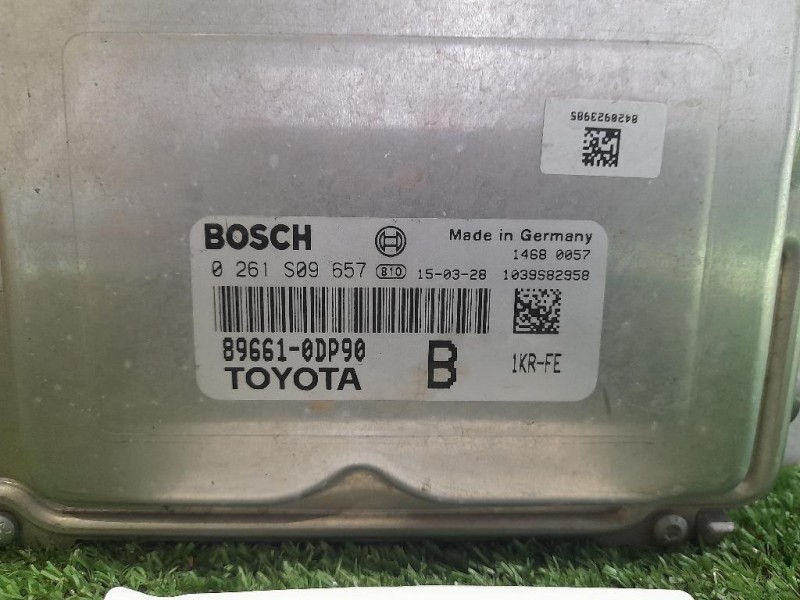 8420923985
BOSCH
Made in Germany
1468 0057
0 261 S09 657 810 15-03-28 1039S82958
89661-0DP90
TOYOTA
B
1KR-FE